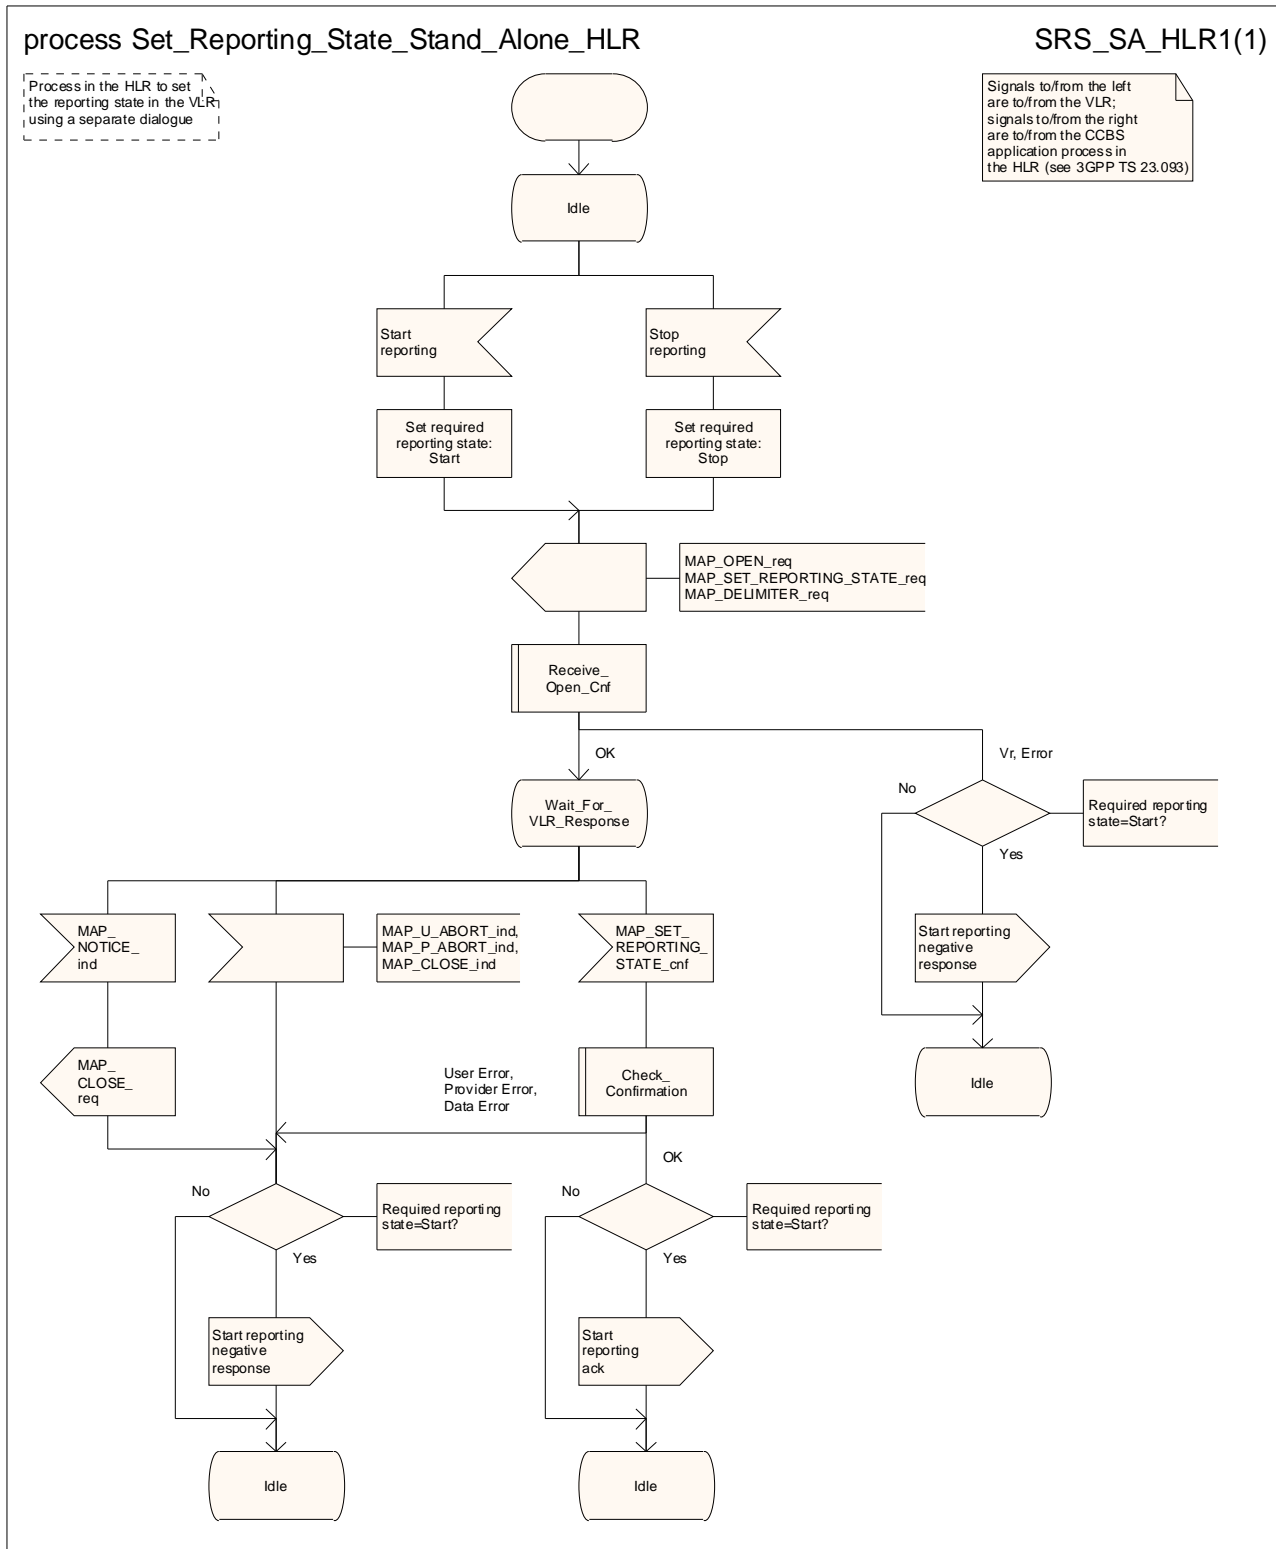 process Set_Reporting_State_Stand_Alone_HLR
SRS_SA_HLR1(1)
Process in the HLR to set
the reporting state in the VLR
using a separate dialogue
Signals to/from the left
are to/from the VLR;
signals to/from the right
are to/from the CCBS
application process in
the HLR (see 3GPP TS 23.093)
Idle
Start
reporting
Stop
reporting
Set required
reporting state:
Start
Set required
reporting state:
Stop
MAP_OPEN_req
MAP_SET_REPORTING_STATE_req
MAP_DELIMITER_req
Receive_
Open_Cnf
OK
Vr, Error
Wait_For_
VLR_Response
No
Required reporting
state=Start?
Yes
MAP_
NOTICE_
ind
MAP_U_ABORT_ind,
MAP_P_ABORT_ind,
MAP_CLOSE_ind
MAP_SET_
REPORTING_
STATE_cnf
Start reporting
negative
response
MAP_
CLOSE_
req
User Error,
Provider Error,
Data Error
Check_
Confirmation
Idle
OK
No
Required reporting
state=Start?
Yes
No
Required reporting
state=Start?
Yes
Start reporting
negative
response
Start
reporting
ack
Idle
Idle